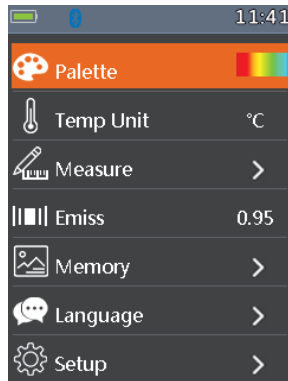 11:41
Palette
Temp Unit °C
Measure
Emiss 0.95
Memory
Language
Setup